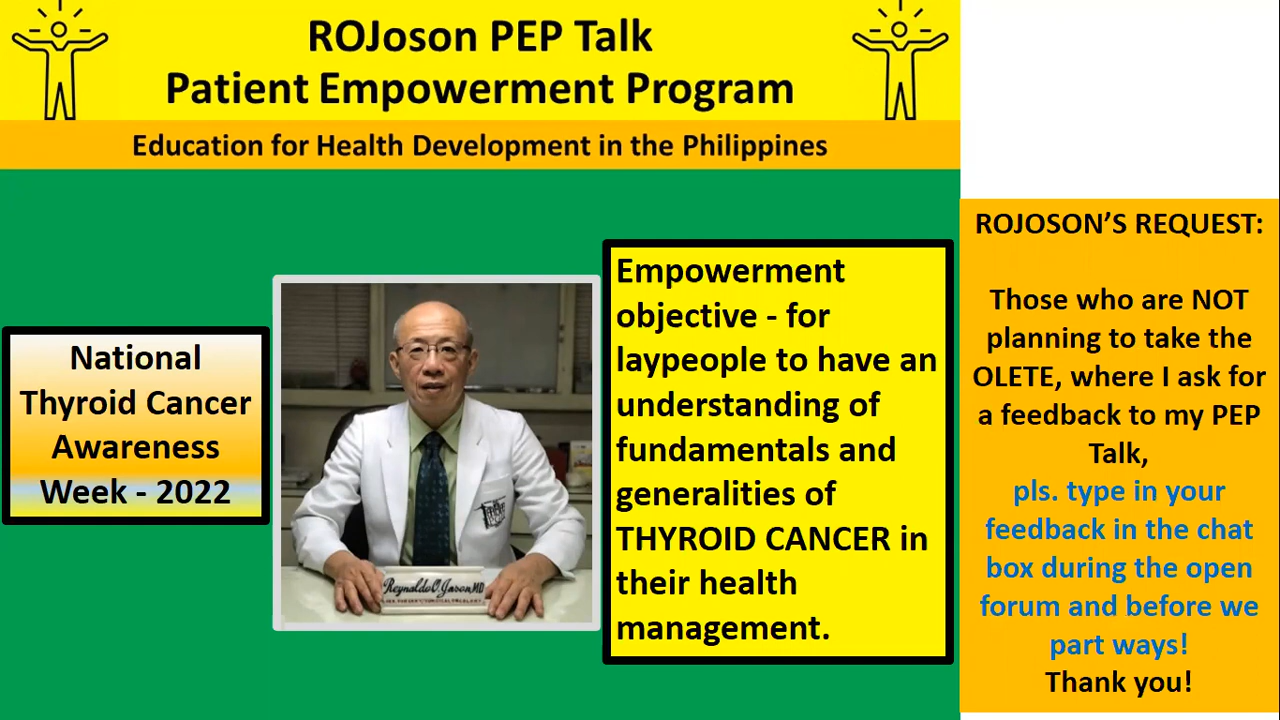 ROJoson PEP Talk
Patient Empowerment Program
Education for Health Development in the Philippines
National
Thyroid Cancer
Awareness
Week - 2022
Reynaldo O. Joson MD
Empowerment
objective - for
laypeople to have an
understanding of
fundamentals and
generalities of
THYROID CANCER in
their health
management.
ROJOSON’S REQUEST:
Those who are NOT
planning to take the
OLETE, where I ask for
a feedback to my PEP
Talk,
pls. type in your
feedback in the chat
box during the open
forum and before we
part ways!
Thank you!